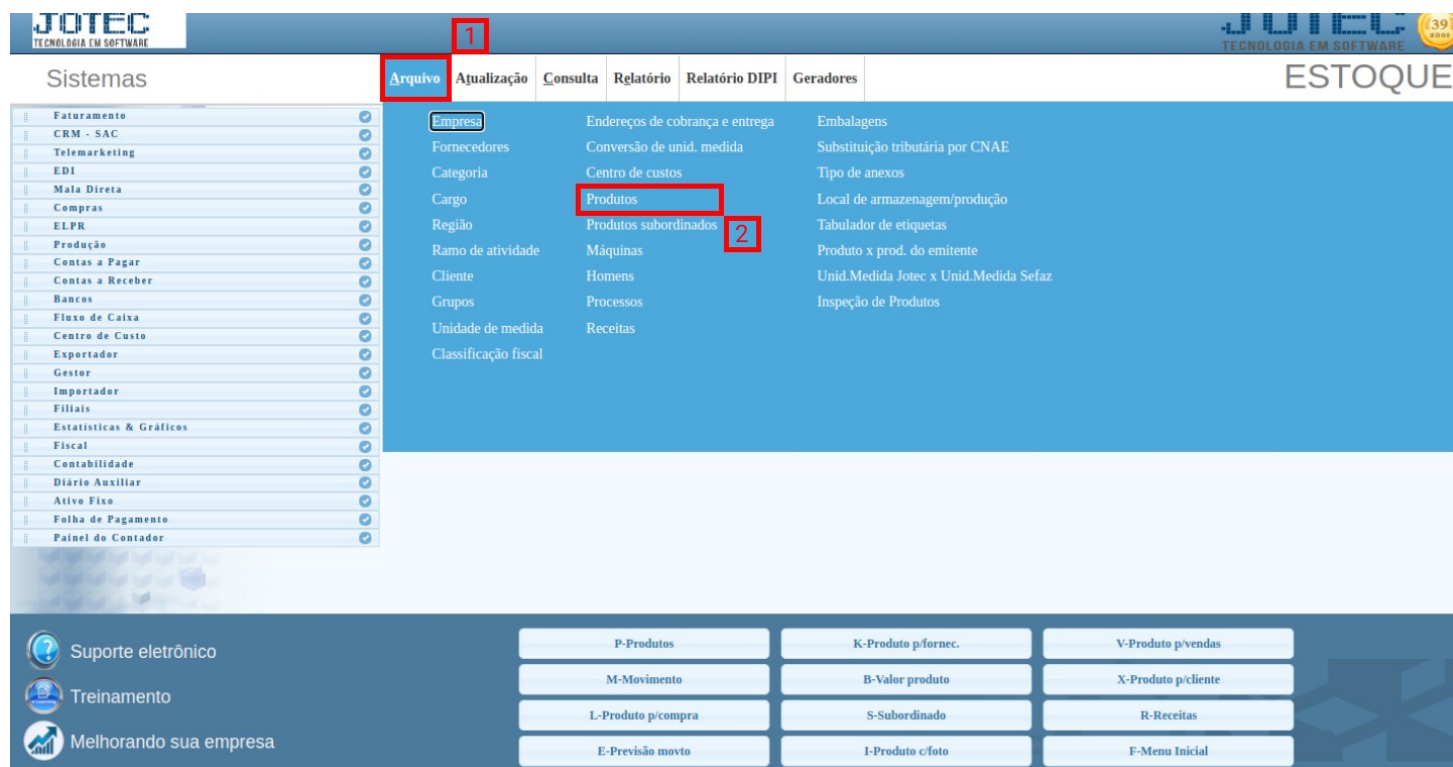 JOTEC
TECNOLOGIA EM SOFTWARE
1
JOTEC
TECNOLOGIA EM SOFTWARE
39
anos
Sistemas
Arquivo Atualização Consulta Relatório Relatório DIPI Geradores
ESTOQUE
Faturamento
CRM - SAC
Telemarketing
EDI
Mala Direta
Compras
ELPR
Produção
Contas a Pagar
Contas a Receber
Bancos
Fluxo de Caixa
Centro de Custo
Exportador
Gestor
Importador
Filiais
Estatísticas & Gráficos
Fiscal
Contabilidade
Diário Auxiliar
Ativo Fixo
Folha de Pagamento
Painel do Contador
Empresa
Fornecedores
Categoria
Cargo
Região
Ramo de atividade
Cliente
Grupos
Unidade de medida
Classificação fiscal
Endereços de cobrança e entrega
Conversão de unid. medida
Centro de custos
Produtos
Produtos subordinados
2
Máquinas
Homens
Processos
Receitas
Embalagens
Substituição tributária por CNAE
Tipo de anexos
Local de armazenagem/produção
Tabulador de etiquetas
Produto x prod. do emitente
Unid.Medida Jotec x Unid.Medida Sefaz
Inspeção de Produtos
Suporte eletrônico
Treinamento
Melhorando sua empresa
P-Produtos
K-Produto p/fornec.
V-Produto p/vendas
M-Movimento
B-Valor produto
X-Produto p/cliente
L-Produto p/compra
S-Subordinado
R-Receitas
E-Previsão movto
I-Produto c/foto
F-Menu Inicial